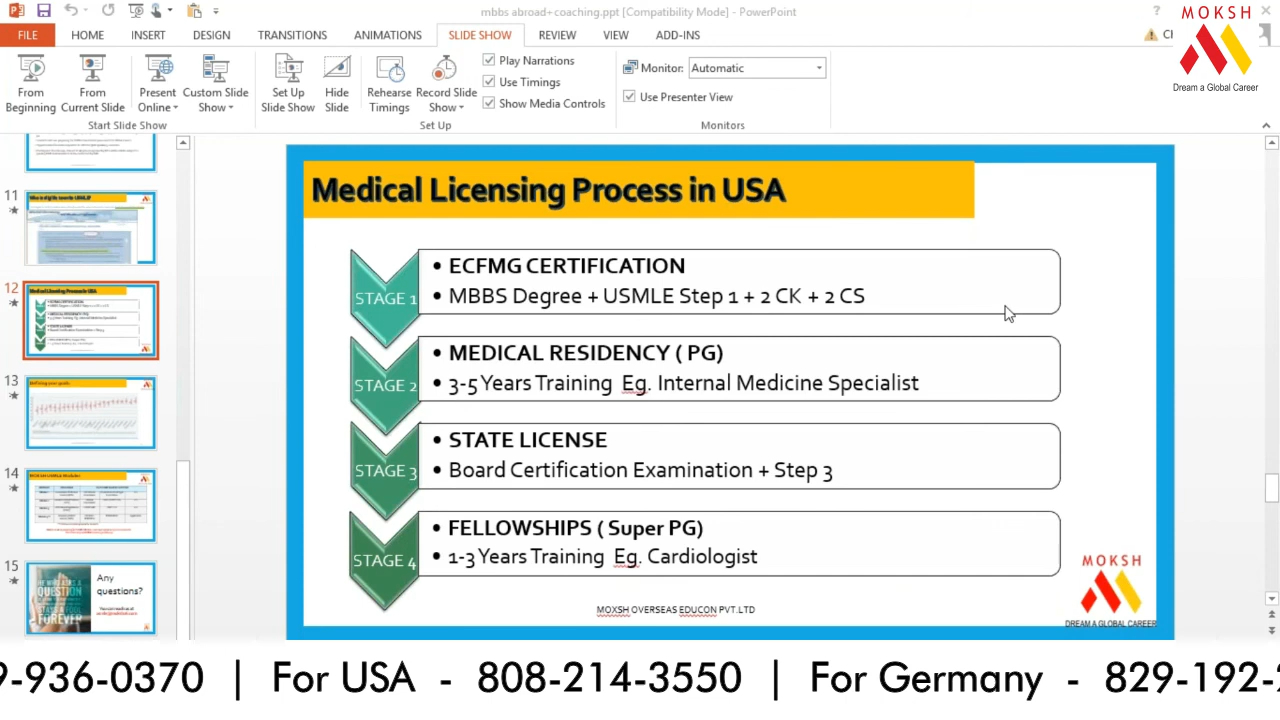 mbbs abroad+coaching.ppt [Compatibility Mode] - PowerPoint
MOKSH
Dream a Global Career
FILE HOME INSERT DESIGN TRANSITIONS ANIMATIONS SLIDE SHOW REVIEW VIEW ADD-INS
From Beginning
From Current Slide
Present Online
Custom Slide Show
Start Slide Show
Set Up Slide Show
Hide Slide
Rehearse Timings
Record Slide Show
Play Narrations
Use Timings
Show Media Controls
Set Up
Monitor: Automatic
Use Presenter View
Monitors
11
12
13
14
15
Any
questions?
Medical Licensing Process in USA
STAGE 1
• ECFMG CERTIFICATION
• MBBS Degree + USMLE Step 1 + 2 CK + 2 CS
STAGE 2
• MEDICAL RESIDENCY ( PG)
• 3-5 Years Training Eg. Internal Medicine Specialist
STAGE 3
• STATE LICENSE
• Board Certification Examination + Step 3
STAGE 4
• FELLOWSHIPS ( Super PG)
• 1-3 Years Training Eg. Cardiologist
MOXSH OVERSEAS EDUCON PVT.LTD
MOKSH
DREAM A GLOBAL CAREER
9-936-0370 | For USA - 808-214-3550 | For Germany - 829-192-